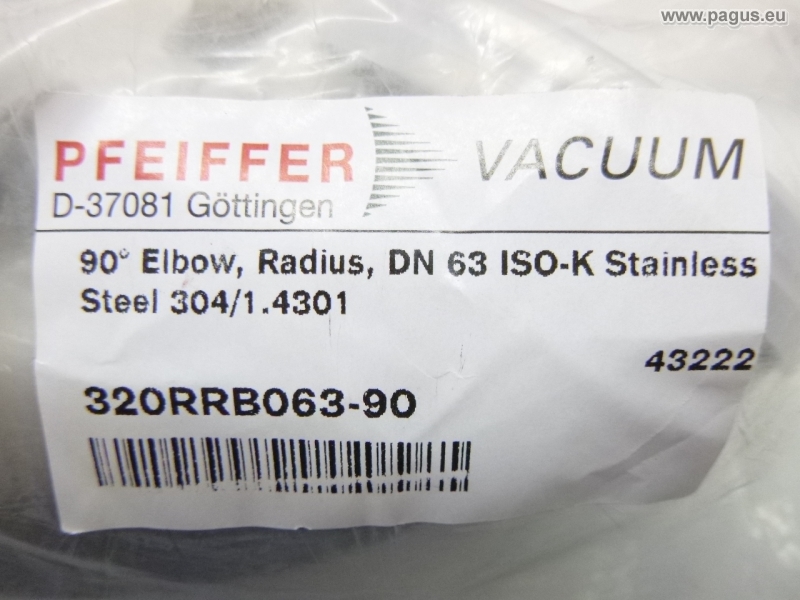 www.pagus.eu
PFEIFFER VACUUM
D-37081 Göttingen
90° Elbow, Radius, DN 63 ISO-K Stainless
Steel 304/1.4301
43222
320RRB063-90